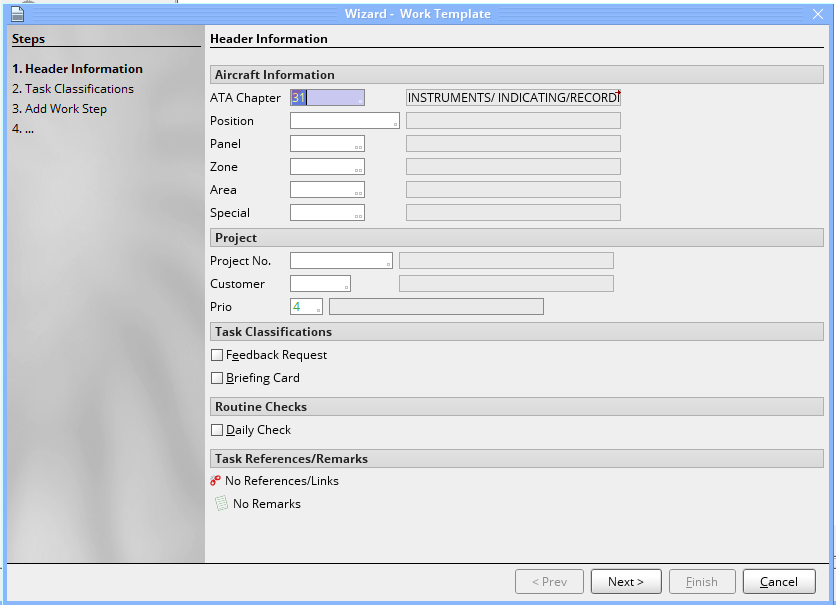 Wizard - Work Template
Steps
1. Header Information
2. Task Classifications
3. Add Work Step
4. ...
Header Information
Aircraft Information
ATA Chapter 31 INSTRUMENTS/ INDICATING/RECORDI
Position
Panel
Zone
Area
Special
Project
Project No.
Customer
Prio 4
Task Classifications
Feedback Request
Briefing Card
Routine Checks
Daily Check
Task References/Remarks
No References/Links
No Remarks
< Prev Next > Finish Cancel